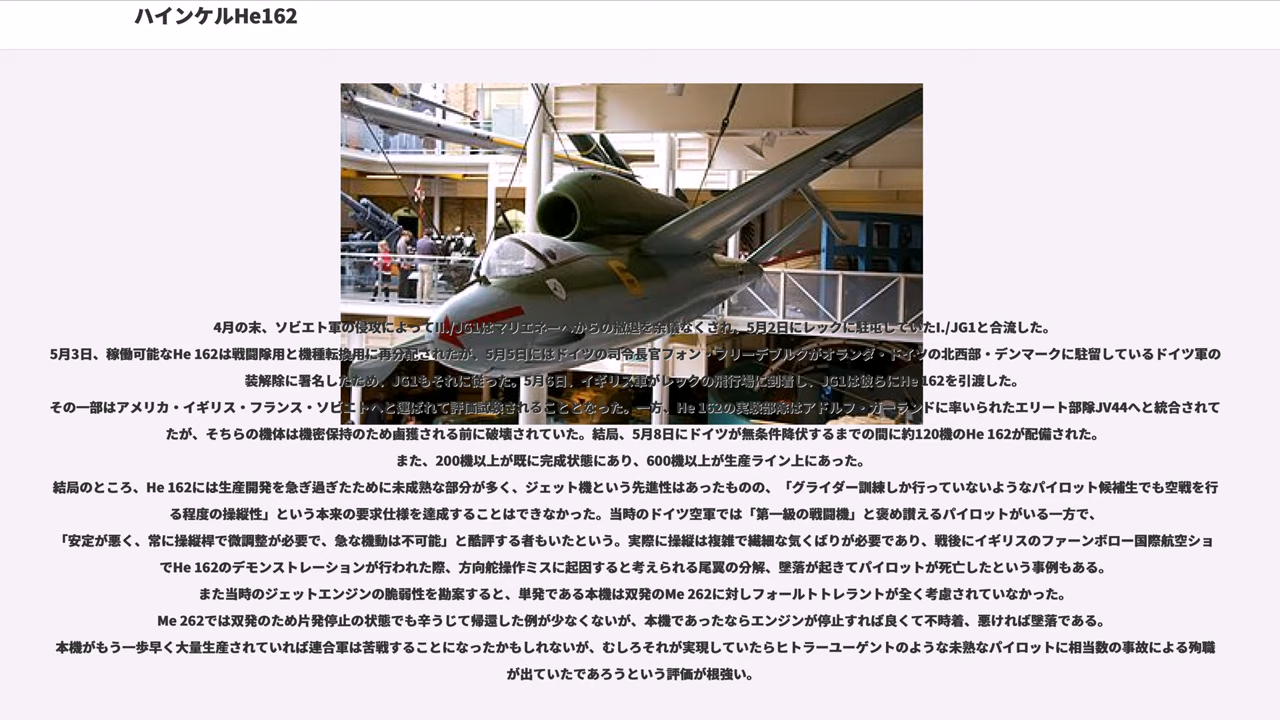 ハインケルHe162
4月の末、ソビエト軍の侵攻によってII./JG1はマリエネーヘからの撤退を余儀なくされ、5月2日にレックに駐屯していたI./JG1と合流した。
5月3日、稼働可能なHe 162は戦闘隊用と機種転換用に再分配されたが、5月5日にはドイツの司令長官フォン・フリーデブルクがオランダ・ドイツの北西部・デンマークに駐留しているドイツ軍の
装解除に署名したため、JG1もそれに従った。5月6日、イギリス軍がレックの飛行場に到着し、JG1は彼らにHe 162を引渡した。
その一部はアメリカ・イギリス・フランス・ソビエトへと運ばれて評価試験されることとなった。一方、He 162の実験部隊はアドルフ・ガーランドに率いられたエリート部隊JV44へと統合されて
たが、そちらの機体は機密保持のため鹵獲される前に破壊されていた。結局、5月8日にドイツが無条件降伏するまでの間に約120機のHe 162が配備された。
また、200機以上が既に完成状態にあり、600機以上が生産ライン上にあった。
結局のところ、He 162には生産開発を急ぎ過ぎたために未成熟な部分が多く、ジェット機という先進性はあったものの、「グライダー訓練しか行っていないようなパイロット候補生でも空戦を行
る程度の操縦性」という本来の要求仕様を達成することはできなかった。当時のドイツ空軍では「第一級の戦闘機」と褒め讃えるパイロットがいる一方で、
「安定が悪く、常に操縦桿で微調整が必要で、急な機動は不可能」と酷評する者もいたという。実際に操縦は複雑で繊細な気くばりが必要であり、戦後にイギリスのファーンボロー国際航空ショ
でHe 162のデモンストレーションが行われた際、方向舵操作ミスに起因すると考えられる尾翼の分解、墜落が起きてパイロットが死亡したという事例もある。
また当時のジェットエンジンの脆弱性を勘案すると、単発である本機は双発のMe 262に対しフォールトトレラントが全く考慮されていなかった。
Me 262では双発のため片発停止の状態でも辛うじて帰還した例が少なくないが、本機であったならエンジンが停止すれば良くて不時着、悪ければ墜落である。
本機がもう一歩早く大量生産されていれば連合軍は苦戦することになったかもしれないが、むしろそれが実現していたらヒトラーユーゲントのような未熟なパイロットに相当数の事故による殉職
が出ていたであろうという評価が根強い。